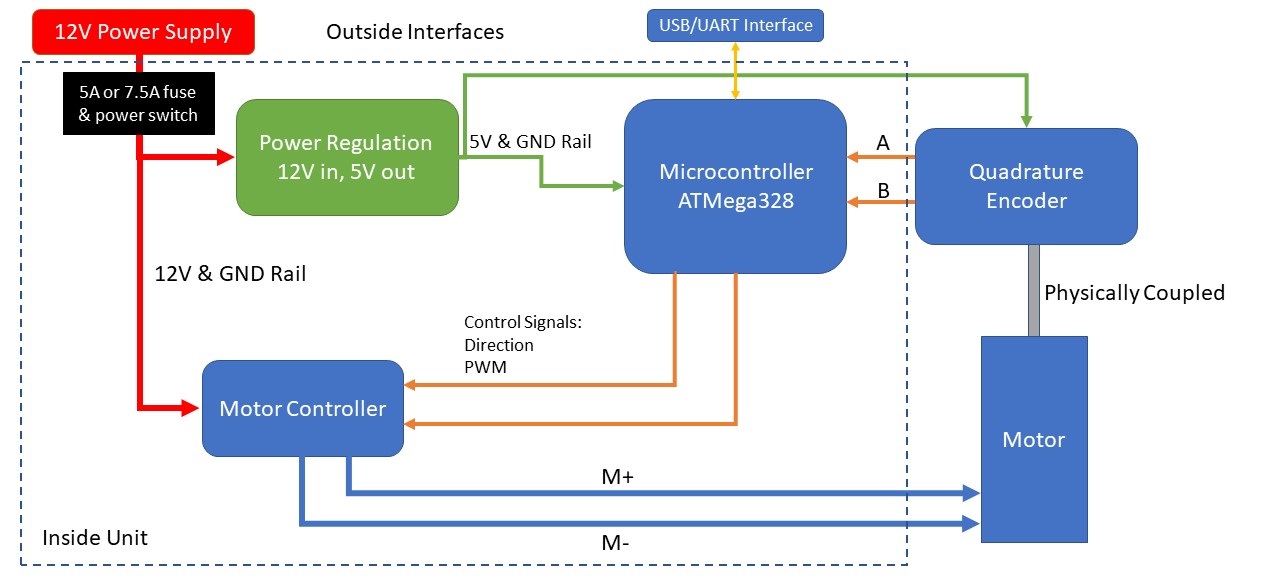 12V Power Supply
Outside Interfaces
USB/UART Interface
5A or 7.5A fuse
& power switch
Power Regulation
12V in, 5V out
5V & GND Rail
Microcontroller
ATMega328
A
B
Quadrature
Encoder
12V & GND Rail
Physically Coupled
Control Signals:
Direction
PWM
Motor Controller
Motor
M+
M-
Inside Unit